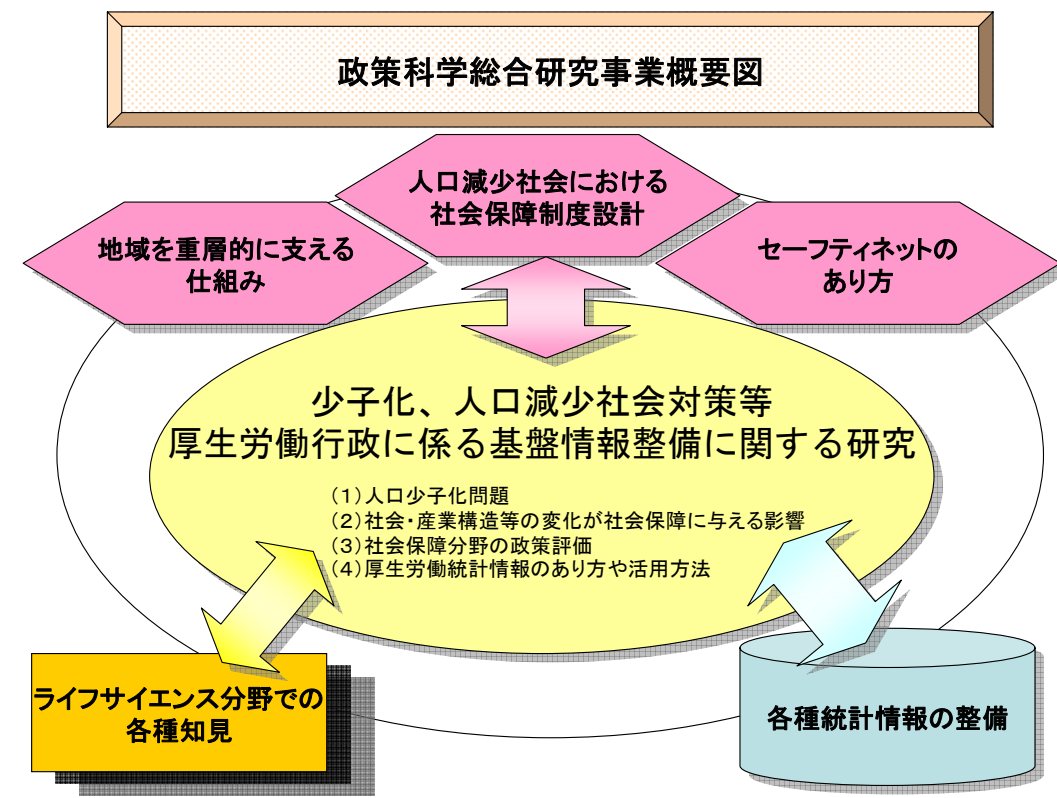 政策科学総合研究事業概要図
人口減少社会における
社会保障制度設計
地域を重層的に支える
仕組み
セーフティネットの
あり方
少子化、人口減少社会対策等
厚生労働行政に係る基盤情報整備に関する研究
(1)人口少子化問題
(2)社会・産業構造等の変化が社会保障に与える影響
(3)社会保障分野の政策評価
(4)厚生労働統計情報のあり方や活用方法
ライフサイエンス分野での
各種知見
各種統計情報の整備